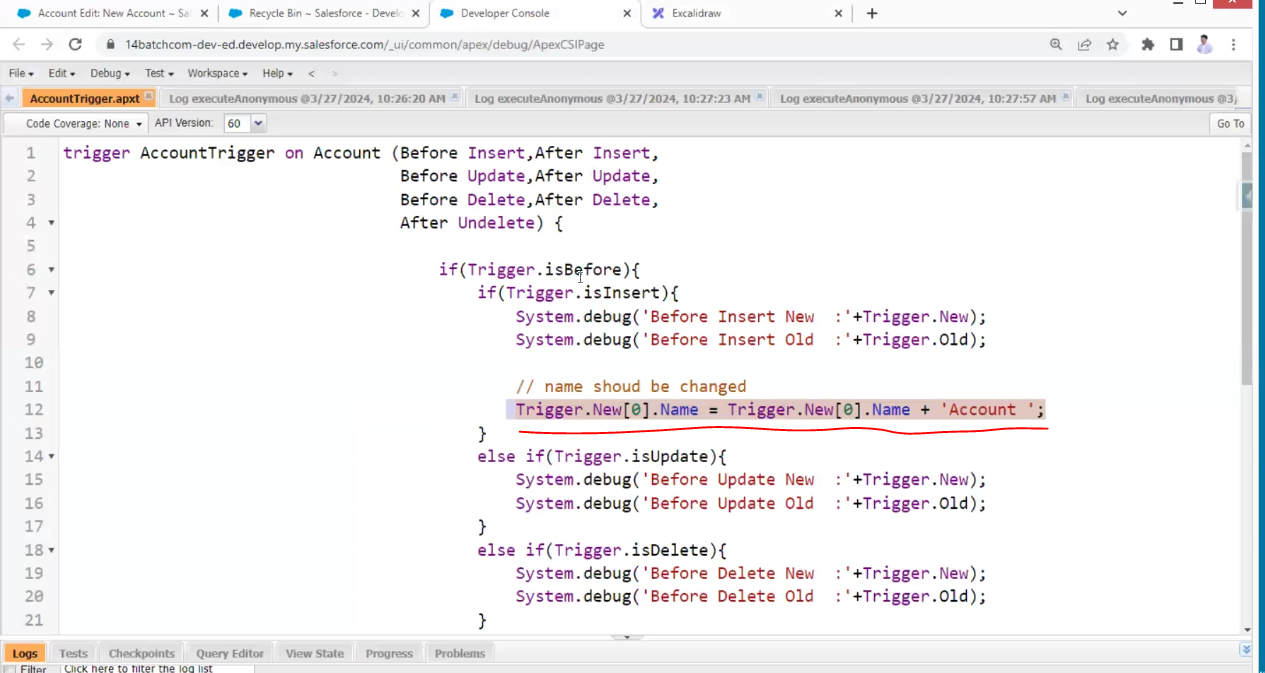 Account Edit: New Account ~ Sal
Recycle Bin ~ Salesforce - Develo
Developer Console
Excalidraw
14batchcom-dev-ed.develop.my.salesforce.com/_ui/common/apex/debug/ApexCSIPage
File Edit Debug Test Workspace Help < >
AccountTrigger.apxt
Log executeAnonymous @3/27/2024, 10:26:20 AM
Log executeAnonymous @3/27/2024, 10:27:23 AM
Log executeAnonymous @3/27/2024, 10:27:57 AM
Log executeAnonymous @3/
Code Coverage: None API Version: 60 Go To
1 trigger AccountTrigger on Account (Before Insert,After Insert,
2 Before Update,After Update,
3 Before Delete,After Delete,
4 After Undelete) {
5
6 if(Trigger.isBefore){
7 if(Trigger.isInsert){
8 System.debug('Before Insert New  :'+Trigger.New);
9 System.debug('Before Insert Old  :'+Trigger.Old);
10
11 // name shoud be changed
12 Trigger.New[0].Name = Trigger.New[0].Name + 'Account ';
13 }
14 else if(Trigger.isUpdate){
15 System.debug('Before Update New  :'+Trigger.New);
16 System.debug('Before Update Old  :'+Trigger.Old);
17 }
18 else if(Trigger.isDelete){
19 System.debug('Before Delete New  :'+Trigger.New);
20 System.debug('Before Delete Old  :'+Trigger.Old);
21 }
Logs Tests Checkpoints Query Editor View State Progress Problems
Filter Click here to filter the log list